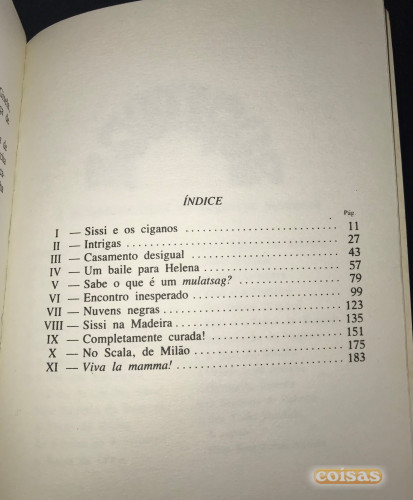 ÍNDICE
Pág.
I — Sissi e os ciganos 11
II — Intrigas 27
III — Casamento desigual 43
IV — Um baile para Helena 57
V — Sabe o que é um mulatsag? 79
VI — Encontro inesperado 99
VII — Nuvens negras 123
VIII — Sissi na Madeira 135
IX — Completamente curada! 151
X — No Scala, de Milão 175
XI — Viva la mamma! 183
coisas